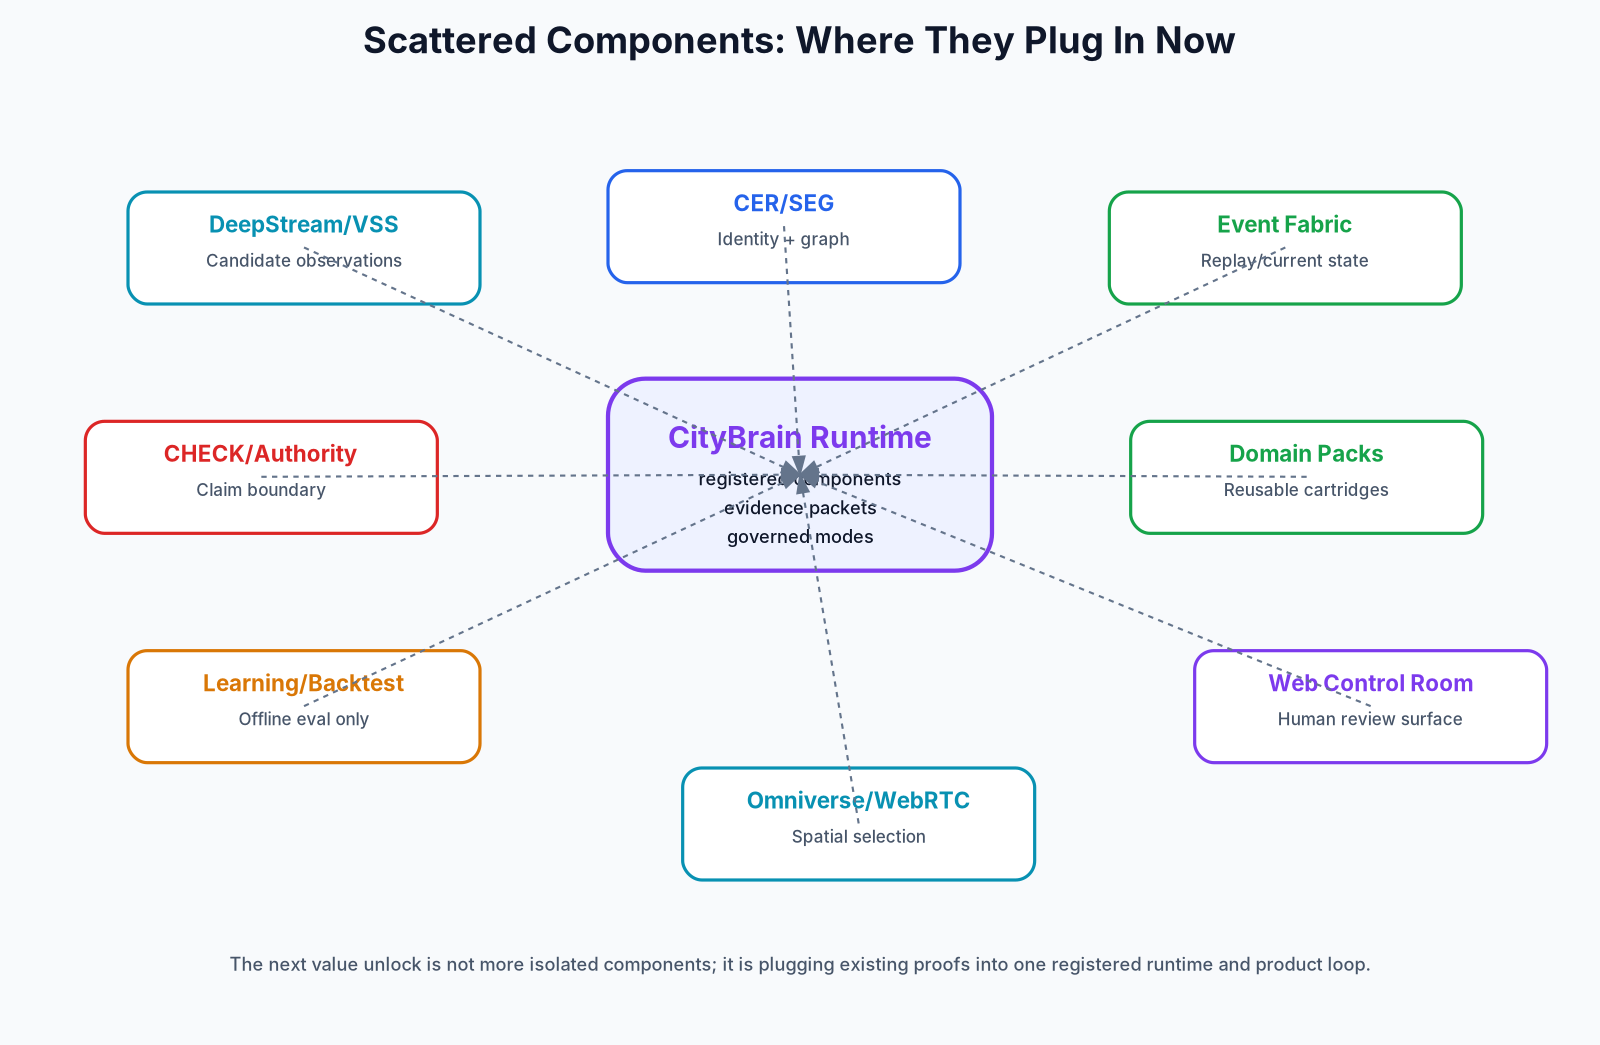 Scattered Components: Where They Plug In Now
DeepStream/VSS
Candidate observations
CER/SEG
Identity + graph
Event Fabric
Replay/current state
CHECK/Authority
Claim boundary
CityBrain Runtime
registered components
evidence packets
governed modes
Domain Packs
Reusable cartridges
Learning/Backtest
Offline eval only
Web Control Room
Human review surface
Omniverse/WebRTC
Spatial selection
The next value unlock is not more isolated components; it is plugging existing proofs into one registered runtime and product loop.